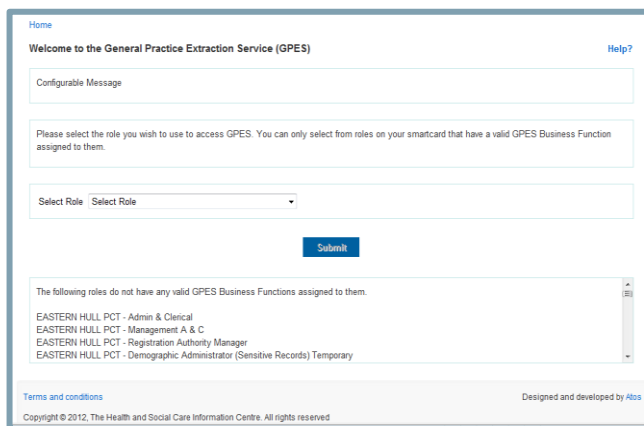 Home
Welcome to the General Practice Extraction Service (GPES)
Help?
Configurable Message
Please select the role you wish to use to access GPES. You can only select from roles on your smartcard that have a valid GPES Business Function
assigned to them.
Select Role Select Role
Submit
The following roles do not have any valid GPES Business Functions assigned to them.
EASTERN HULL PCT - Admin & Clerical
EASTERN HULL PCT - Management A & C
EASTERN HULL PCT - Registration Authority Manager
EASTERN HULL PCT - Demographic Administrator (Sensitive Records) Temporary
Terms and conditions
Designed and developed by Atos
Copyright © 2012, The Health and Social Care Information Centre. All rights reserved